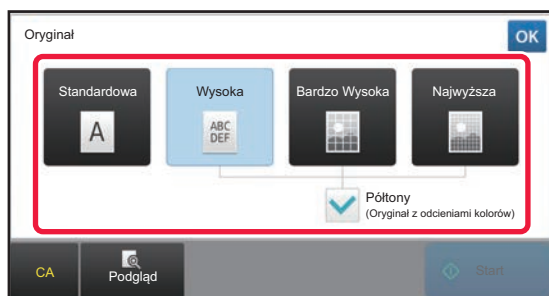 Oryginał
OK
Standardowa
Wysoka
Bardzo Wysoka
Najwyższa
A
ABC
DEF
Półtony
(Oryginał z odcieniami kolorów)
CA
Podgląd
Start